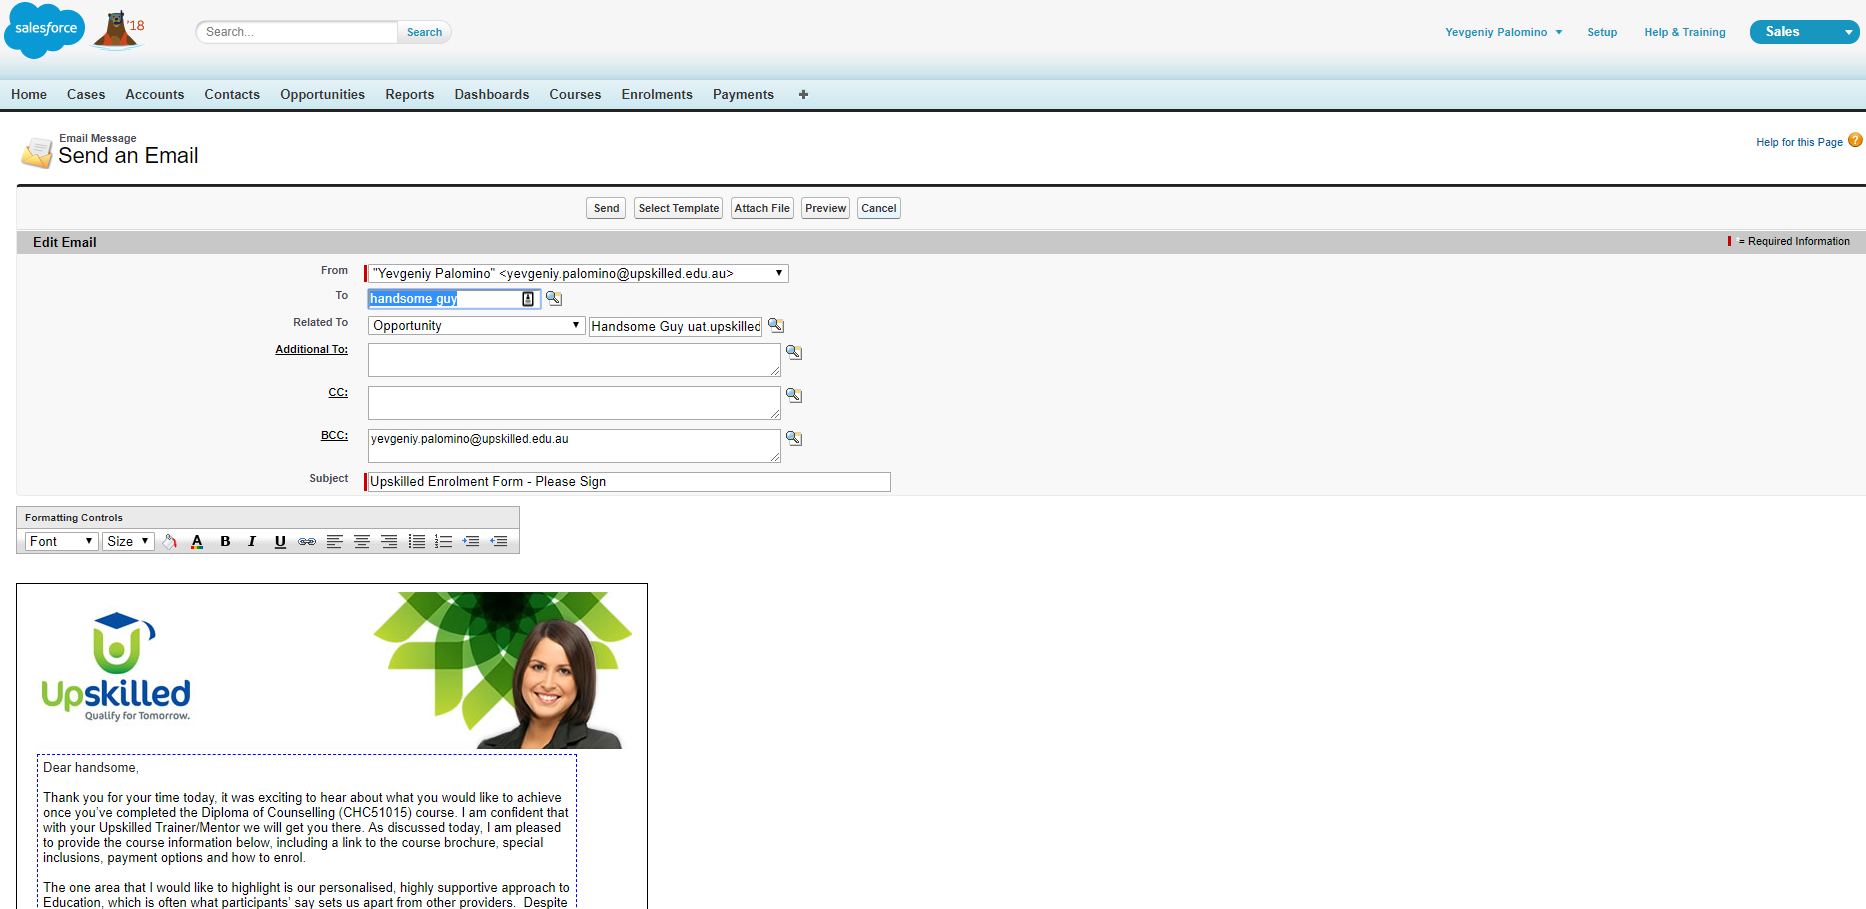 salesforce
'18
Search...
Search
Yevgeniy Palomino
Setup
Help & Training
Sales
Home Cases Accounts Contacts Opportunities Reports Dashboards Courses Enrolments Payments +
Email Message
Send an Email
Help for this Page ?
Send Select Template Attach File Preview Cancel
Edit Email
= Required Information
From "Yevgeniy Palomino" <yevgeniy.palomino@upskilled.edu.au>
To handsome guy
Related To Opportunity Handsome Guy uat.upskilled
Additional To:
CC:
BCC: yevgeniy.palomino@upskilled.edu.au
Subject Upskilled Enrolment Form - Please Sign
Formatting Controls
Font Size A B I U
Upskilled
Qualify for Tomorrow.
Dear handsome,
Thank you for your time today, it was exciting to hear about what you would like to achieve
once you've completed the Diploma of Counselling (CHC51015) course. I am confident that
with your Upskilled Trainer/Mentor we will get you there. As discussed today, I am pleased
to provide the course information below, including a link to the course brochure, special
inclusions, payment options and how to enrol.
The one area that I would like to highlight is our personalised, highly supportive approach to
Education, which is often what participants' say sets us apart from other providers. Despite